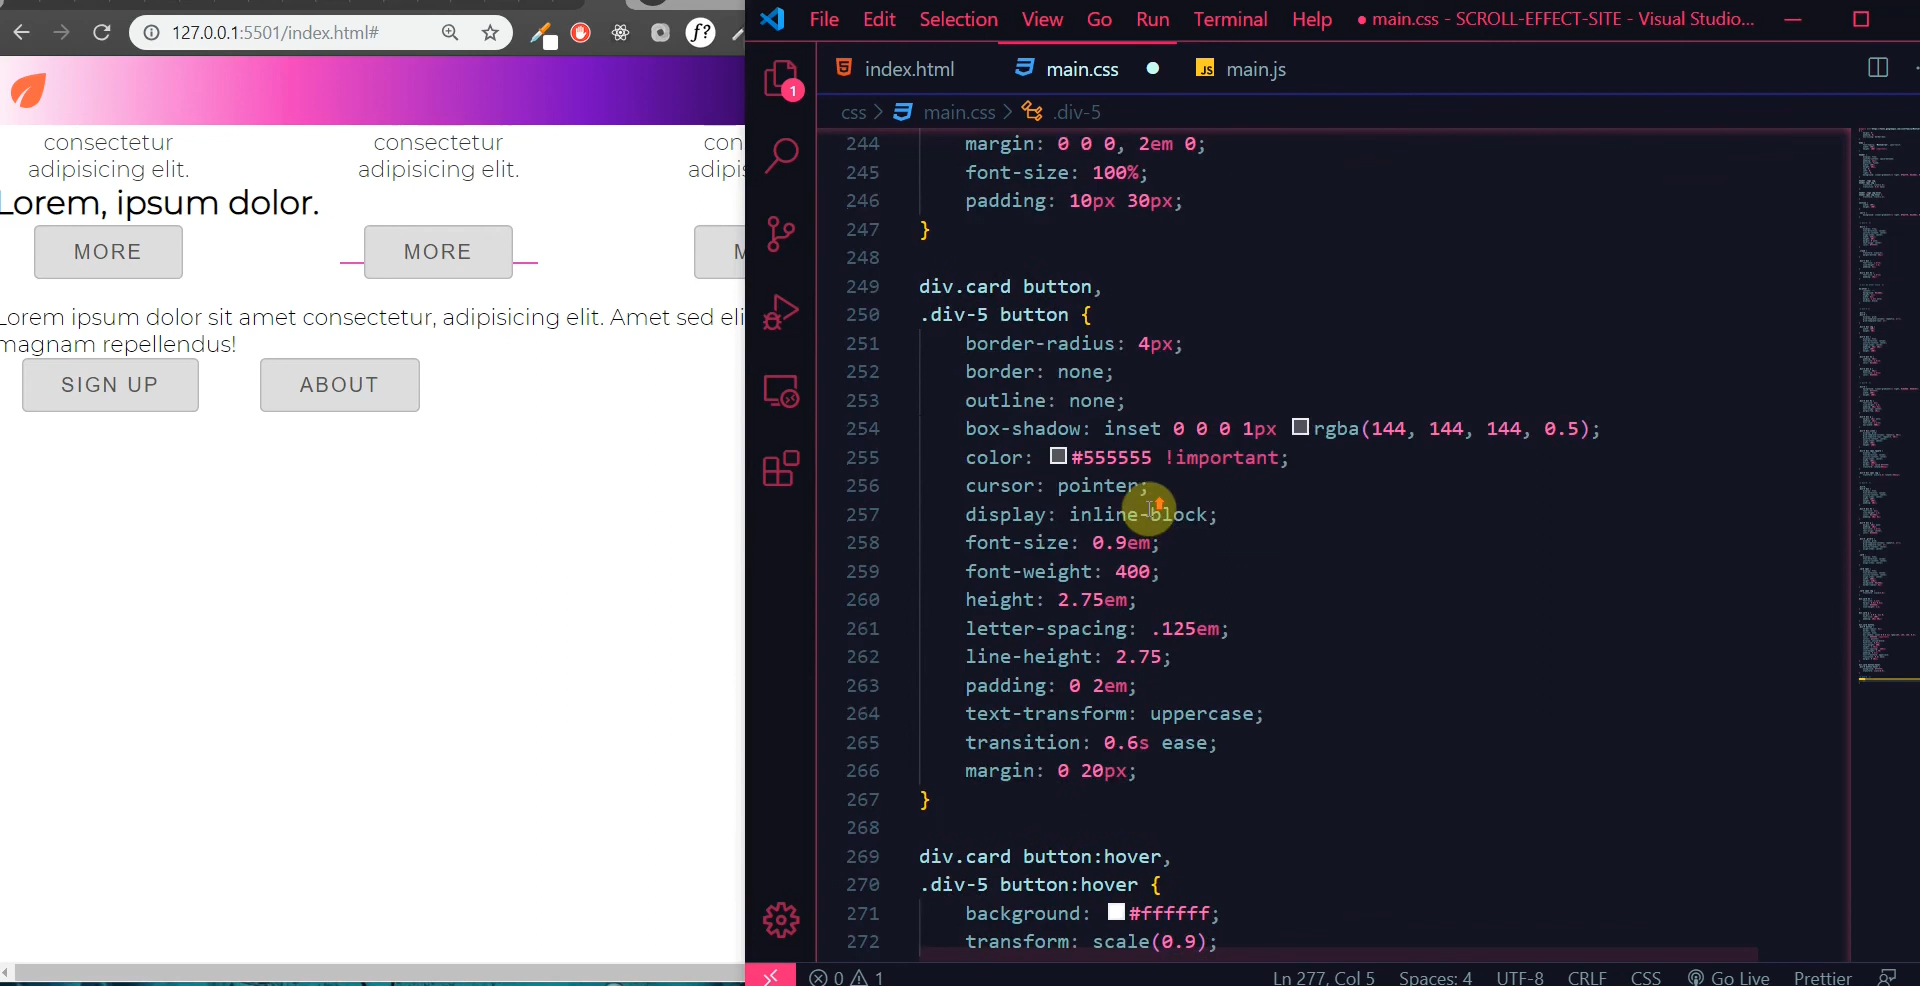 127.0.0.1:5501/index.html#
f?
consectetur
adipisicing elit.
consectetur
adipisicing elit.
con
adipis
Lorem, ipsum dolor.
MORE
MORE
M
Lorem ipsum dolor sit amet consectetur, adipisicing elit. Amet sed eli
magnam repellendus!
SIGN UP
ABOUT
File Edit Selection View Go Run Terminal Help
● main.css - SCROLL-EFFECT-SITE - Visual Studio...
index.html
main.css
JS main.js
1
css > main.css > .div-5
244 margin: 0 0 0, 2em 0;
245 font-size: 100%;
246 padding: 10px 30px;
247 }
248
249 div.card button,
250 .div-5 button {
251 border-radius: 4px;
252 border: none;
253 outline: none;
254 box-shadow: inset 0 0 0 1px rgba(144, 144, 144, 0.5);
255 color: #555555 !important;
256 cursor: pointer;
257 display: inline-block;
258 font-size: 0.9em;
259 font-weight: 400;
260 height: 2.75em;
261 letter-spacing: .125em;
262 line-height: 2.75;
263 padding: 0 2em;
264 text-transform: uppercase;
265 transition: 0.6s ease;
266 margin: 0 20px;
267 }
268
269 div.card button:hover,
270 .div-5 button:hover {
271 background: #ffffff;
272 transform: scale(0.9);
0 1
Ln 277, Col 5 Spaces: 4 UTF-8 CRLF CSS Go Live Prettier